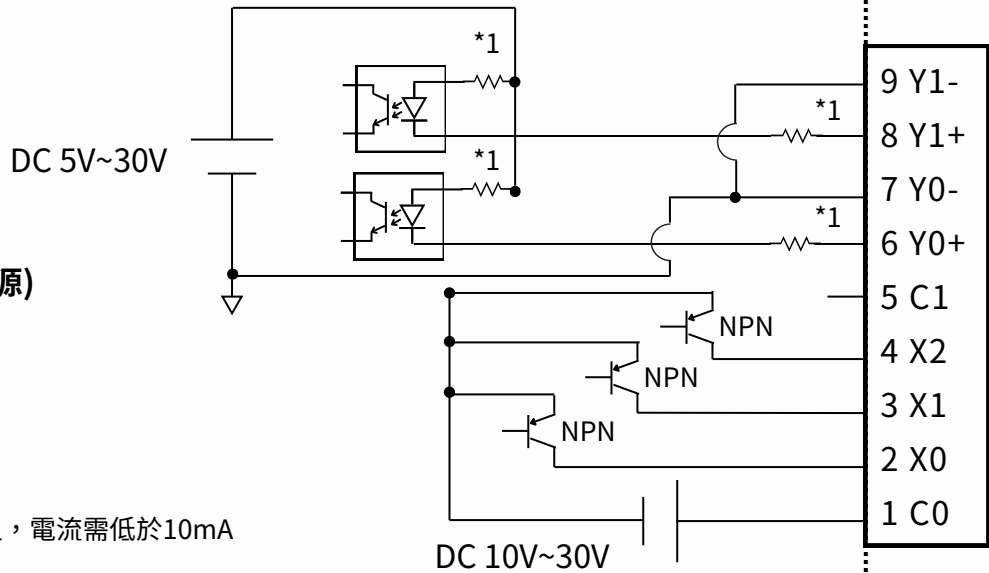 *1
9 Y1-
*1
8 Y1+
DC 5V~30V
*1
7 Y0-
*1
6 Y0+
源)
5 C1
NPN
4 X2
NPN
3 X1
NPN
2 X0
1 C0
,電流需低於10mA
DC 10V~30V